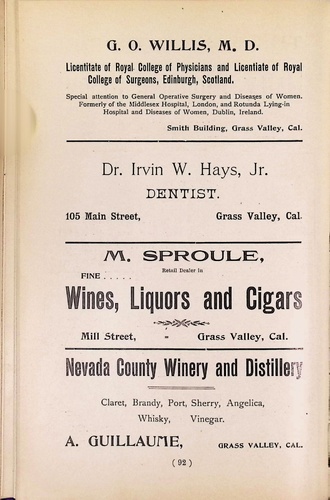 G. O. WILLIS, M. D.
Licentitate of Royal College of Physicians and Licentiate of Royal
College of Surgeons, Edinburgh, Scotland.
Special attention to General Operative Surgery and Diseases of Women.
Formerly of the Middlesex Hospital, London, and Rotunda Lying-in
Hospital and Diseases of Women, Dublin, Ireland.
Smith Building, Grass Valley, Cal.
Dr. Irvin W. Hays, Jr.
DENTIST.
105 Main Street, Grass Valley, Cal.
M. SPROULE,
Retail Dealer in
FINE . . . . .
Wines, Liquors and Cigars
Mill Street, - Grass Valley, Cal.
Nevada County Winery and Distillery
Claret, Brandy, Port, Sherry, Angelica,
Whisky, Vinegar.
A. GUILLAUME, GRASS VALLEY, CAL.
( 92 )